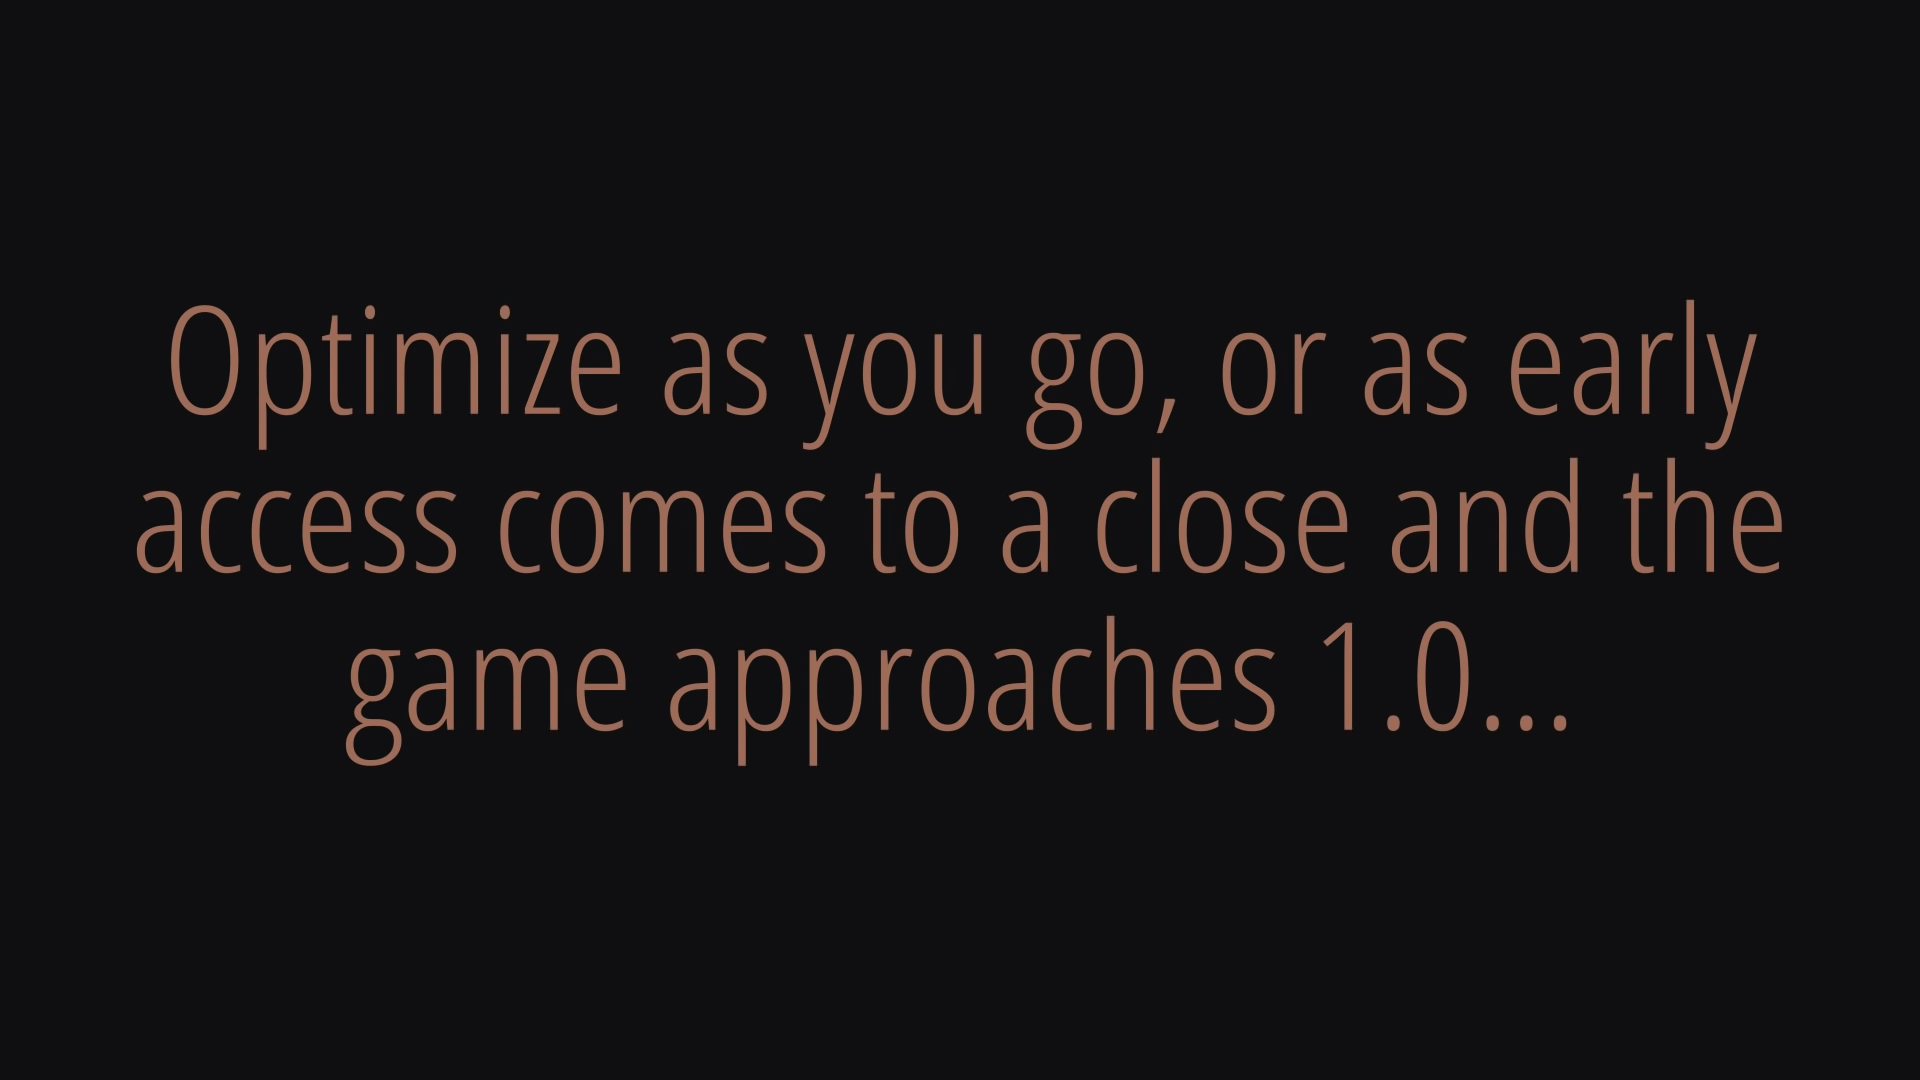 Optimize as you go, or as early
access comes to a close and the
game approaches 1.0...